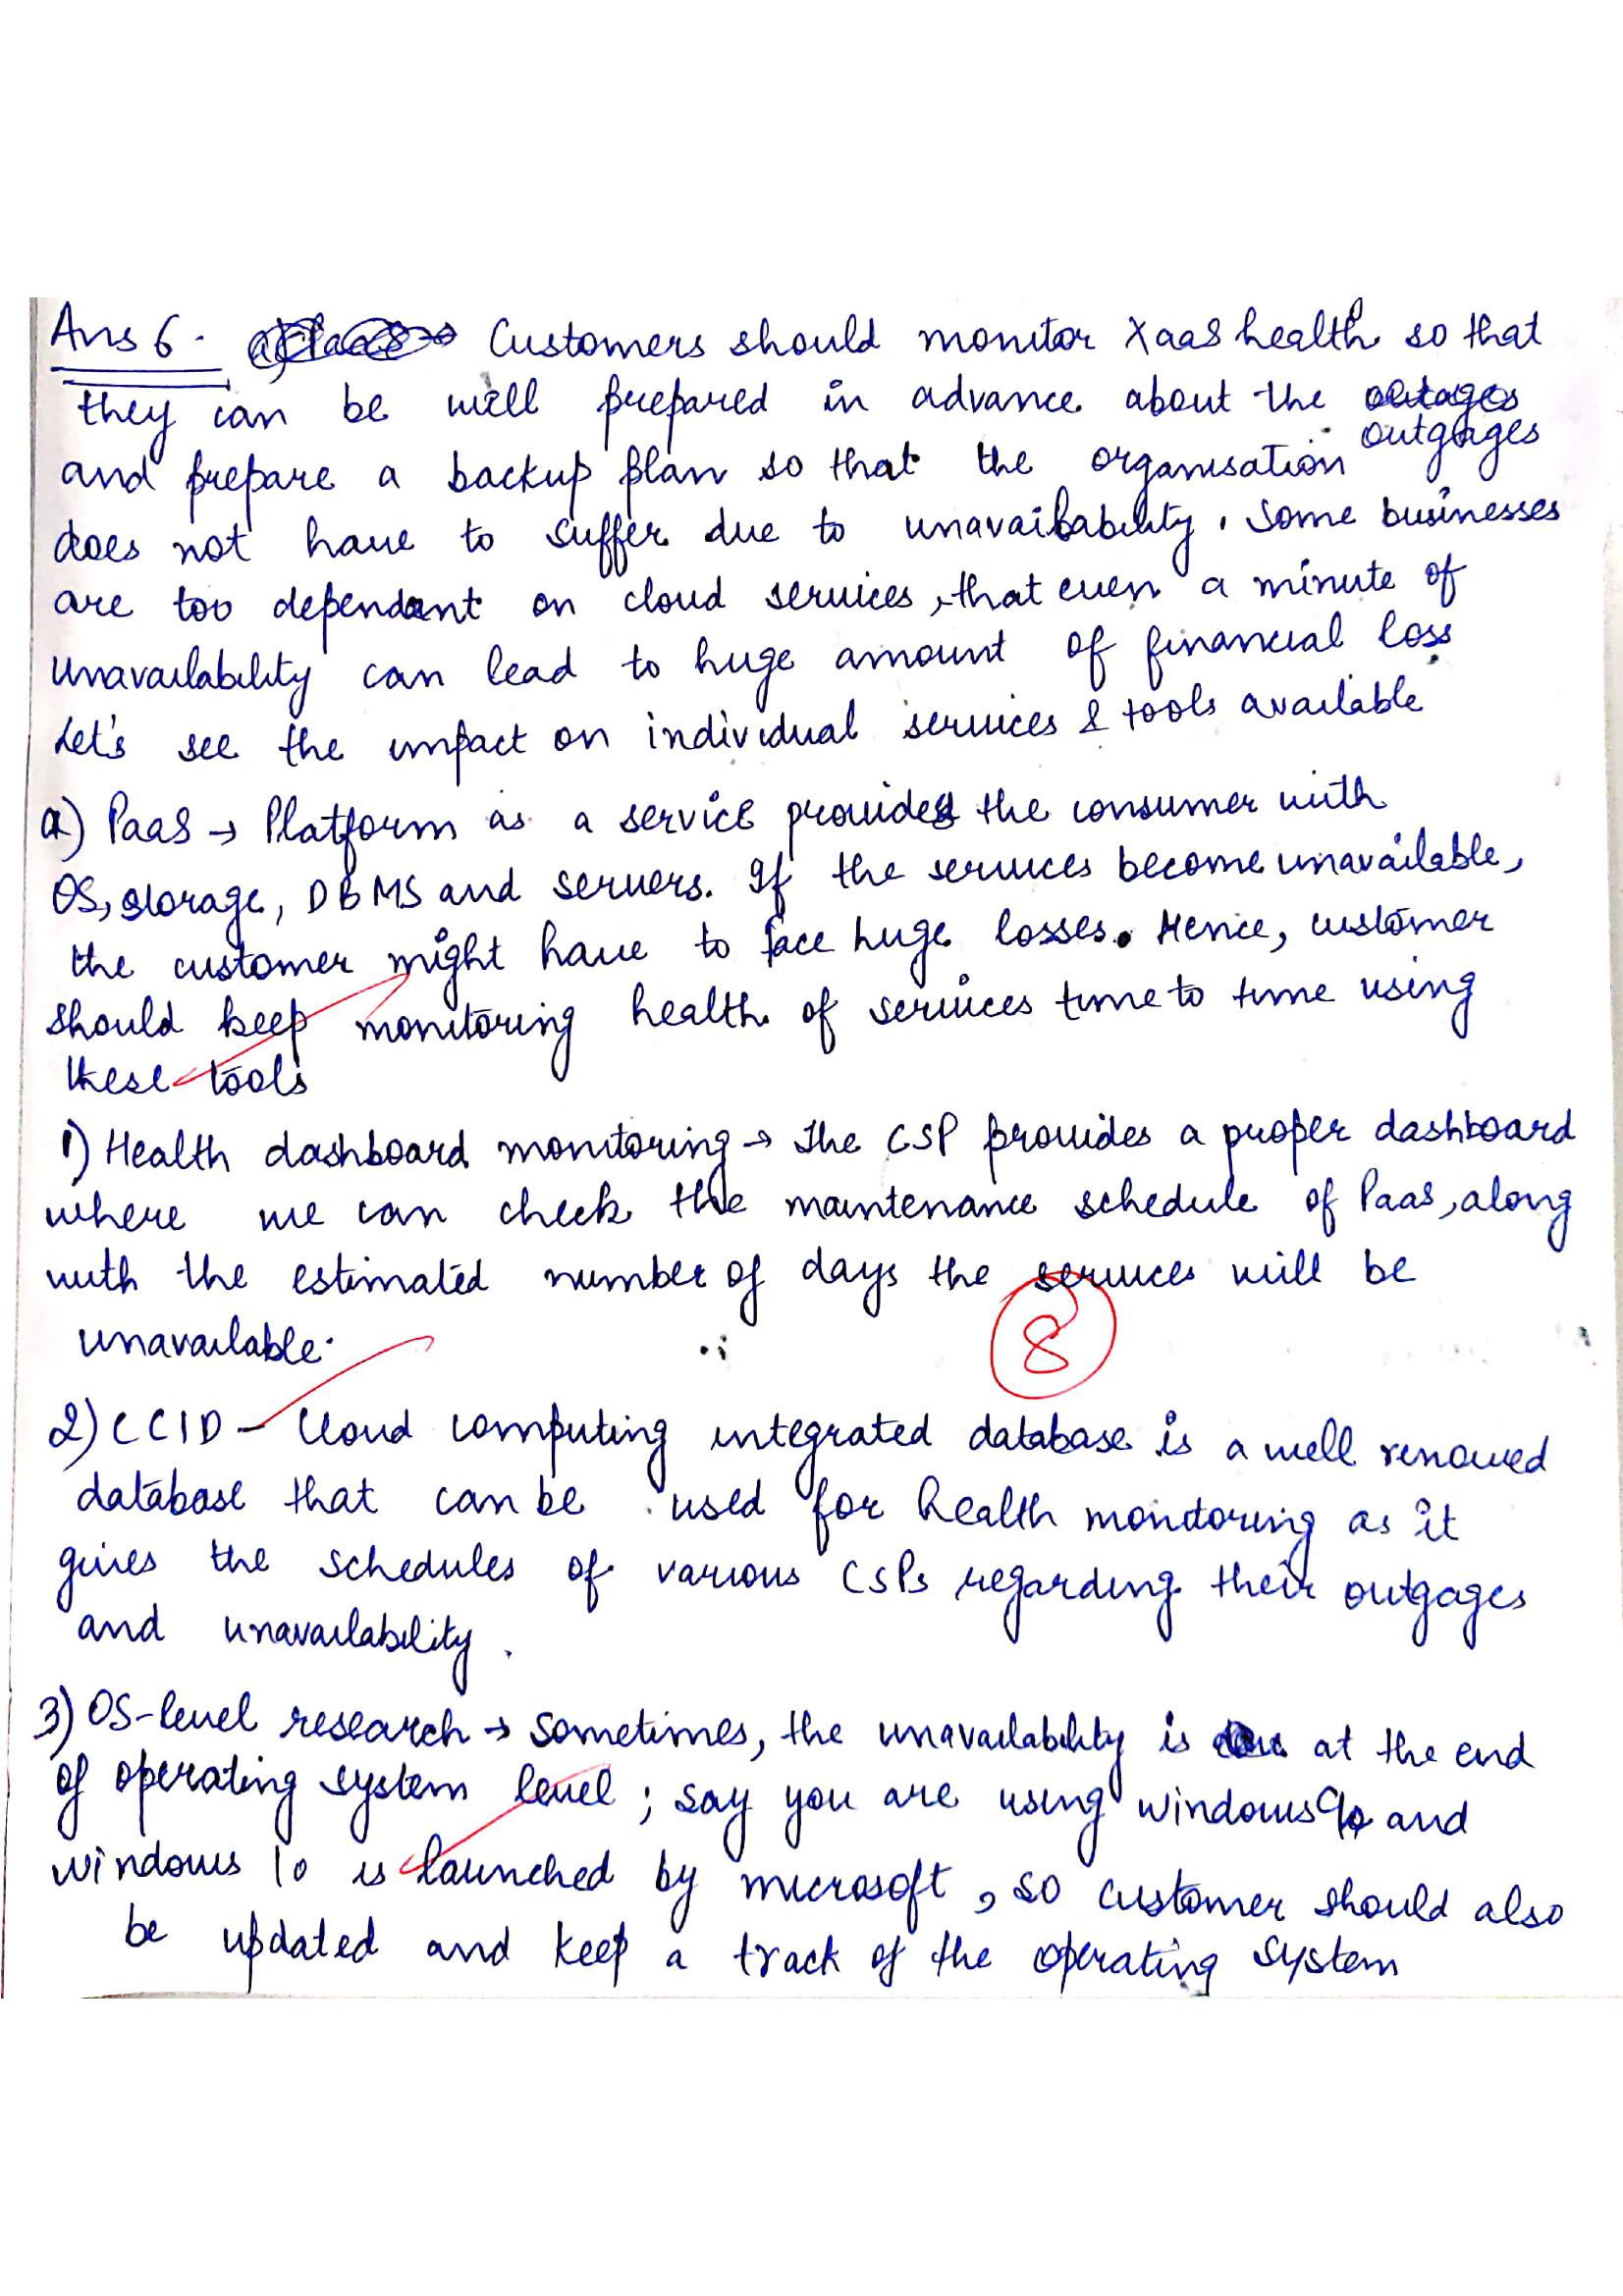 Ans 6. Customers should monitor XaaS health so that
they can be well prepared in advance about the outages
outgages
and prepare a backup plan so that the organisation
does not have to suffer due to unavailability. Some businesses
are too dependent on cloud services, that even a minute of
unavailability can lead to huge amount of financial loss
Let's see the impact on individual services & tools available
a) PaaS → Platform as a service provides the consumer with
OS, storage, DBMS and servers. If the services become unavailable,
the customer might have to face huge losses. Hence, customer
should keep monitoring health of services time to time using
these tools
1) Health dashboard monitoring → The CSP provides a proper dashboard
where we can check the maintenance schedule of PaaS, along
with the estimated number of days the services will be
unavailable.
8
2) CCID - Cloud computing integrated database is a well renowed
database that can be used for health monitoring as it
gives the schedules of various CSPs regarding their outgages
and unavailability.
3) OS-level research → Sometimes, the unavailability is at the end
of operating system level; say you are using windows 9 and
windows 10 is launched by microsoft, so customer should also
be updated and keep a track of the operating system